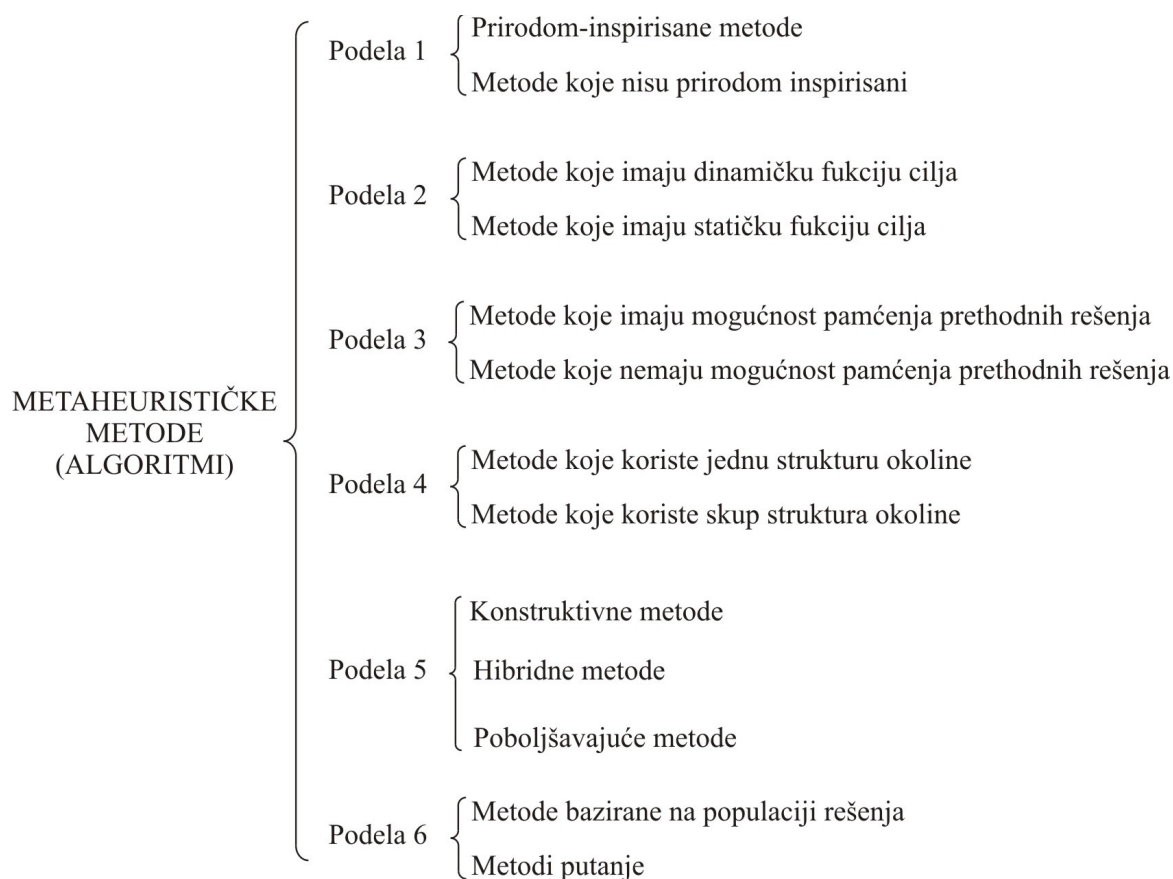 METAHEURISTIČKE
METODE
(ALGORITMI)
Podela 1
Prirodom-inspirisane metode
Metode koje nisu prirodom inspirisani
Podela 2
Metode koje imaju dinamičku fukciju cilja
Metode koje imaju statičku fukciju cilja
Podela 3
Metode koje imaju mogućnost pamćenja prethodnih rešenja
Metode koje nemaju mogućnost pamćenja prethodnih rešenja
Podela 4
Metode koje koriste jednu strukturu okoline
Metode koje koriste skup struktura okoline
Podela 5
Konstruktivne metode
Hibridne metode
Poboljšavajuće metode
Podela 6
Metode bazirane na populaciji rešenja
Metodi putanje